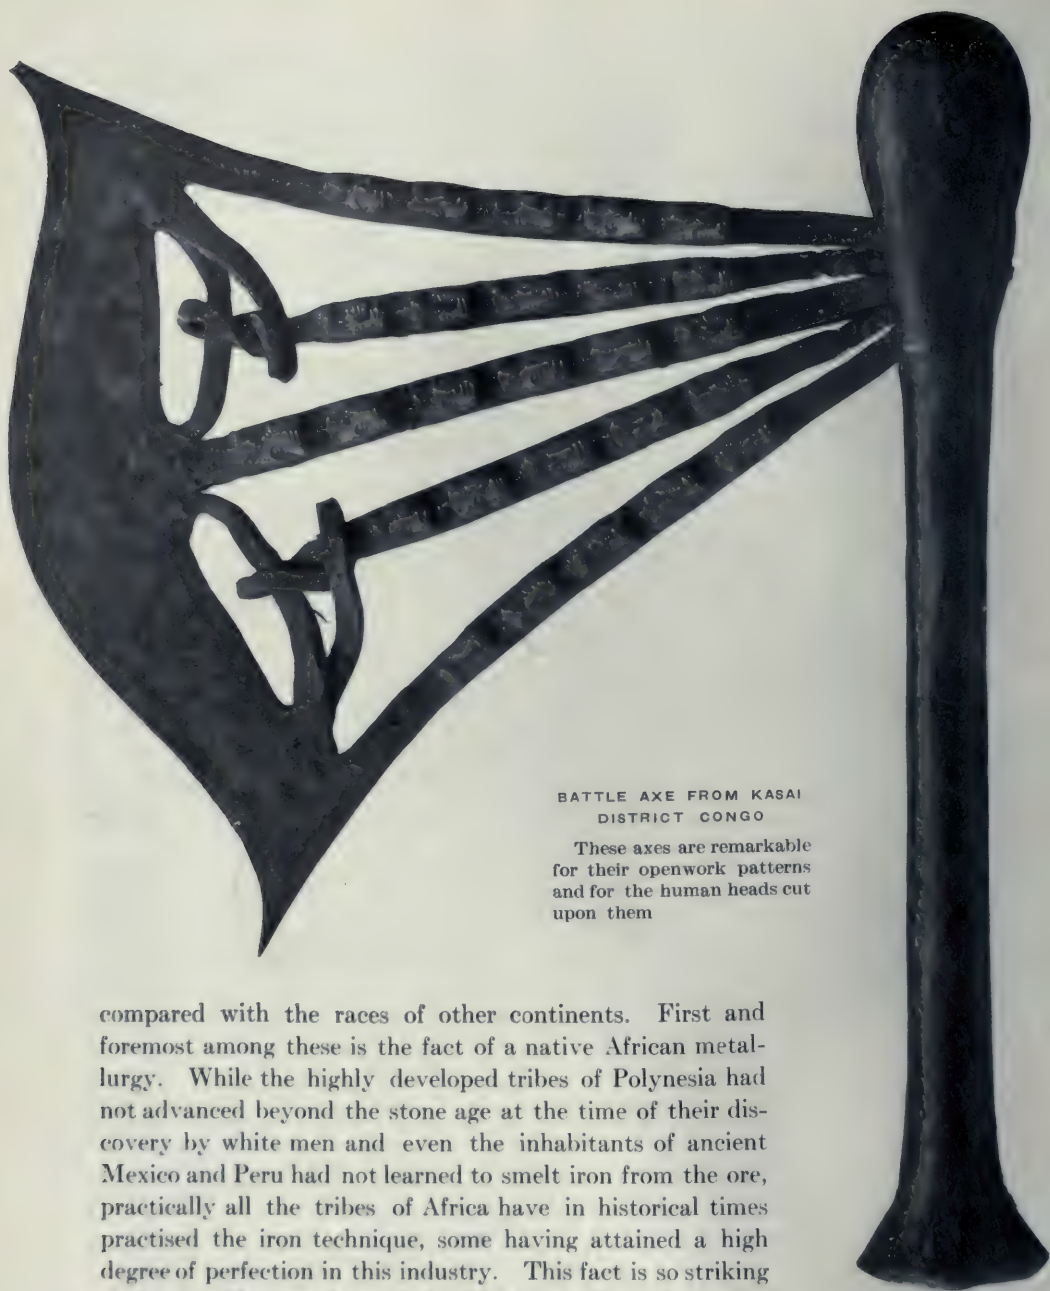 BATTLE AXE FROM KASAI
DISTRICT CONGO
These axes are remarkable
for their openwork patterns
and for the human heads cut
upon them
compared with the races of other continents. First and
foremost among these is the fact of a native African metal-
lurgy. While the highly developed tribes of Polynesia had
not advanced beyond the stone age at the time of their dis-
covery by white men and even the inhabitants of ancient
Mexico and Peru had not learned to smelt iron from the ore,
practically all the tribes of Africa have in historical times
practised the iron technique, some having attained a high
degree of perfection in this industry. This fact is so striking